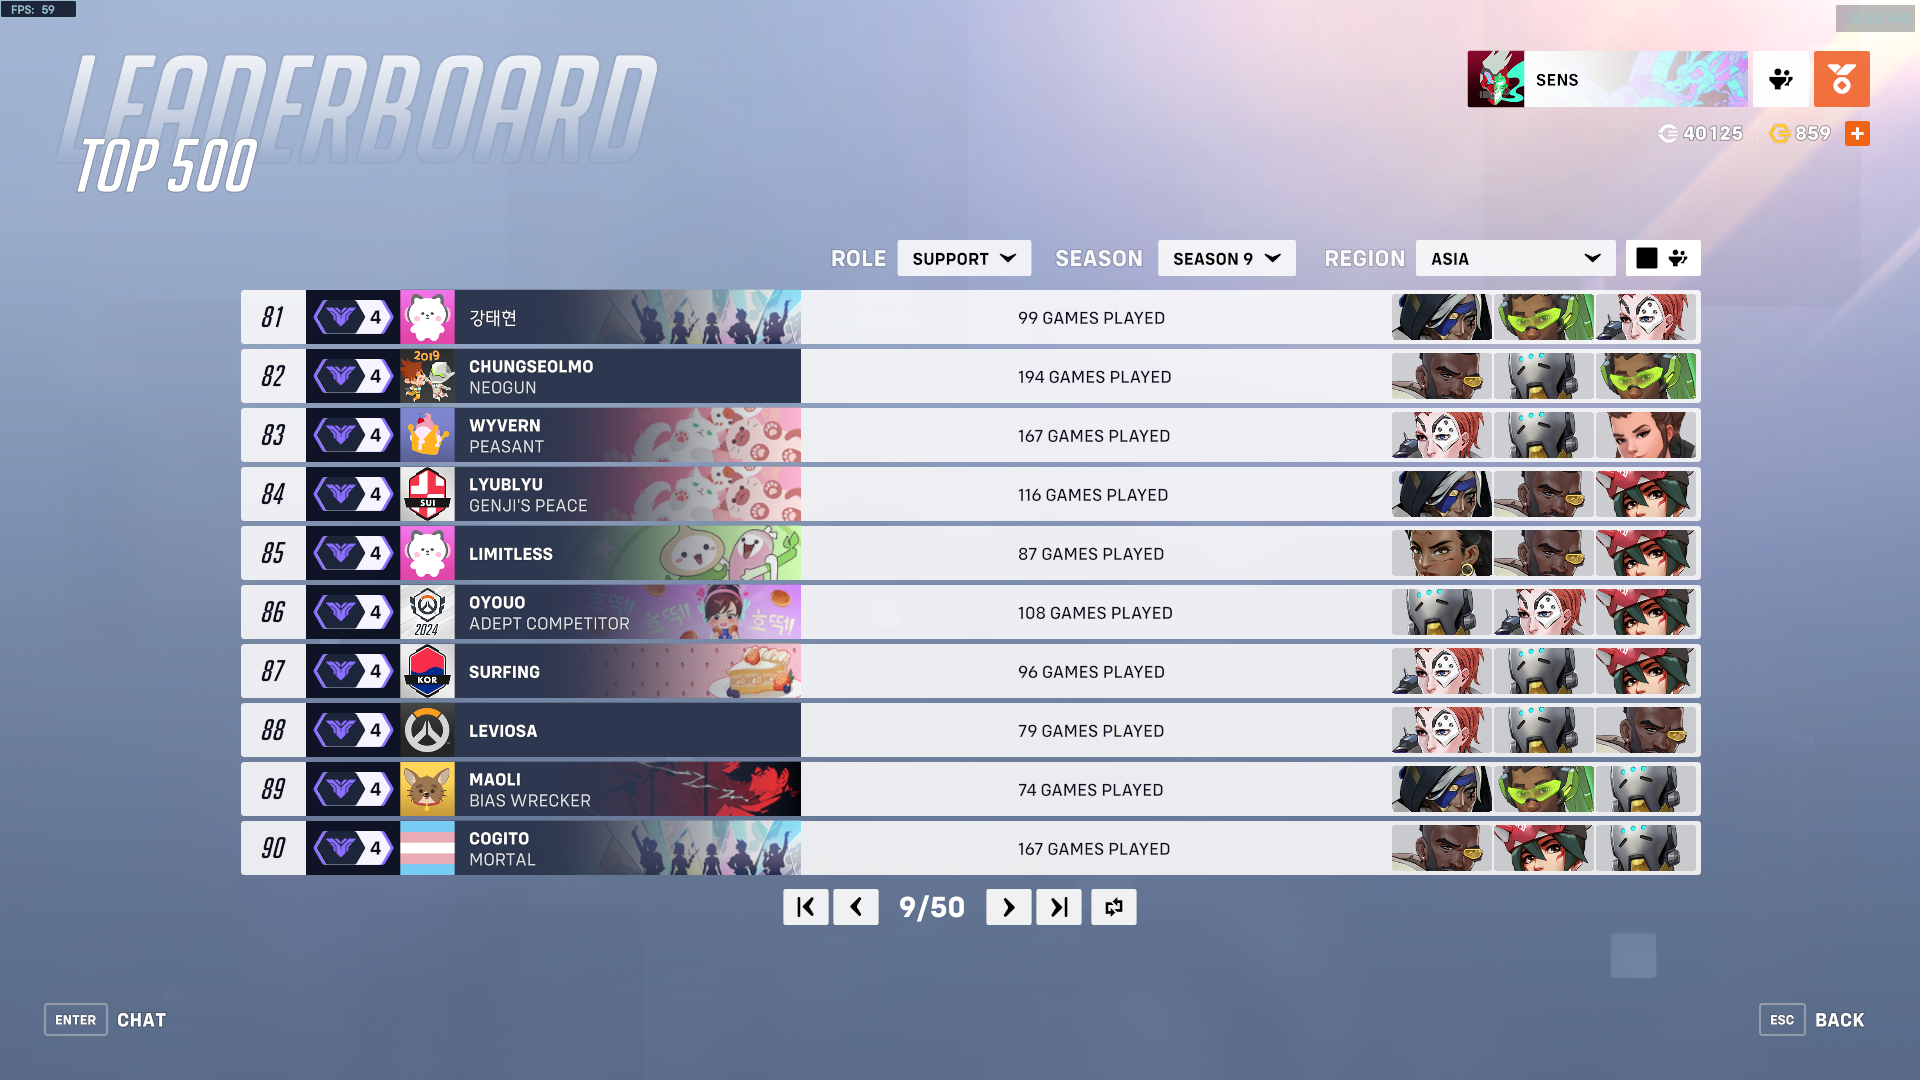 FPS: 59
LEADERBOARD
TOP 500
SENS
40125 859
ROLE SUPPORT SEASON SEASON 9 REGION ASIA
81 4 강태현 99 GAMES PLAYED
82 4 2019 CHUNGSEOLMO
NEOGUN 194 GAMES PLAYED
83 4 WYVERN
PEASANT 167 GAMES PLAYED
84 4 SUI LYUBLYU
GENJI'S PEACE 116 GAMES PLAYED
85 4 LIMITLESS 87 GAMES PLAYED
86 4 2024 OYOUO
ADEPT COMPETITOR 호떡! 호떡! 108 GAMES PLAYED
87 4 KOR SURFING 96 GAMES PLAYED
88 4 LEVIOSA 79 GAMES PLAYED
89 4 MAOLI
BIAS WRECKER 74 GAMES PLAYED
90 4 COGITO
MORTAL 167 GAMES PLAYED
9/50
ENTER CHAT
ESC BACK